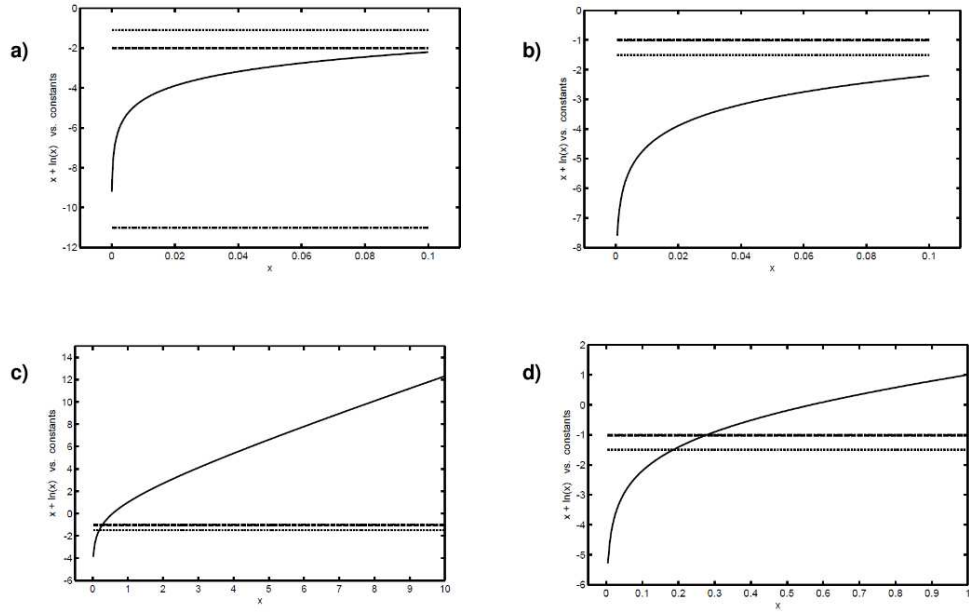 a)
x + ln(x) vs. constants
0
-2
-4
-6
-8
-10
-12
0 0.02 0.04 0.06 0.08 0.1
x
b)
x + ln(x) vs. constants
0
-1
-2
-3
-4
-5
-6
-7
-8
0 0.02 0.04 0.06 0.08 0.1
x
c)
x + ln(x) vs. constants
14
12
10
8
6
4
2
0
-2
-4
-6
0 1 2 3 4 5 6 7 8 9 10
x
d)
x + ln(x) vs. constants
2
1
0
-1
-2
-3
-4
-5
-6
0 0.1 0.2 0.3 0.4 0.5 0.6 0.7 0.8 0.9 1
x